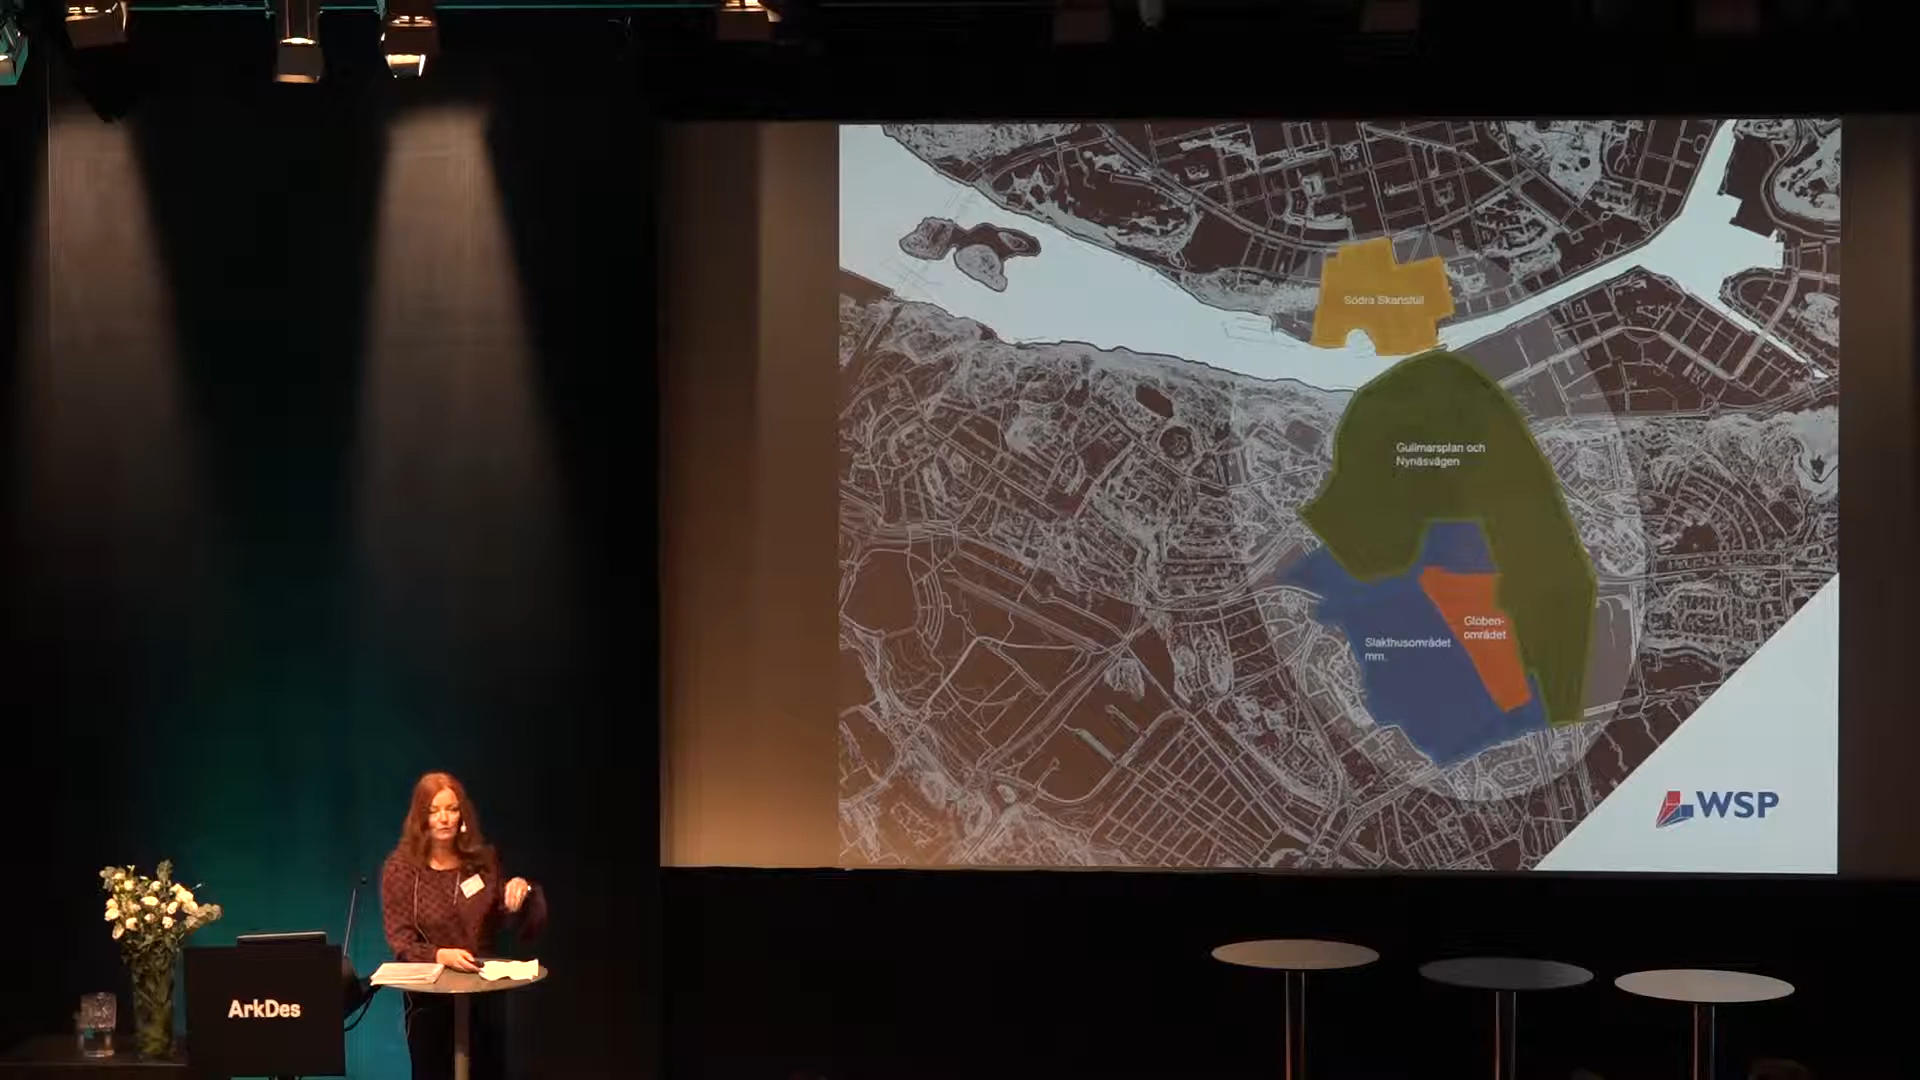 Södra Skanstull
Gullmarsplan och
Nynäsvägen
Globen-
området
Slakthusområdet
mm.
WSP
ArkDes